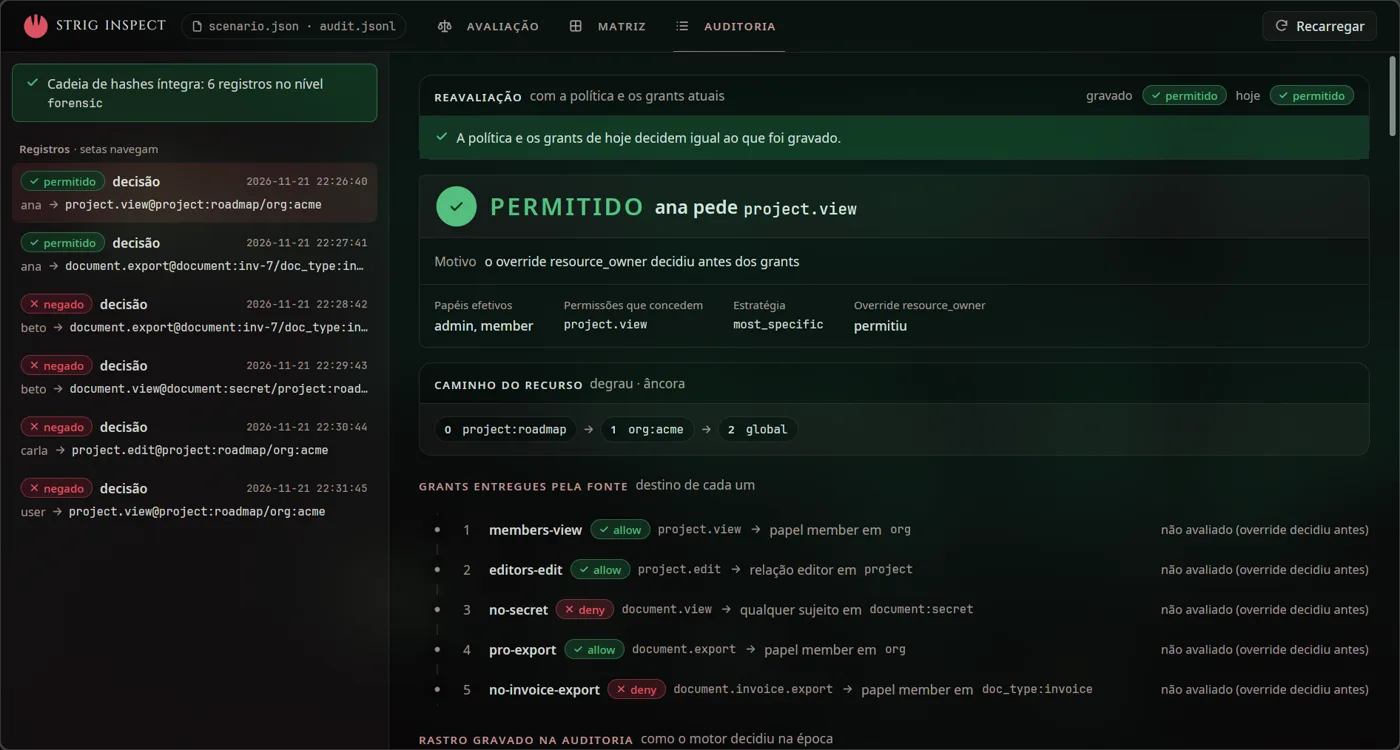 STRIG INSPECT
scenario.json · audit.jsonl
AVALIAÇÃO
MATRIZ
AUDITORIA
Recarregar
Cadeia de hashes íntegra: 6 registros no nível
forensic
Registros · setas navegam
permitido decisão 2026-11-21 22:26:40
ana → project.view@project:roadmap/org:acme
permitido decisão 2026-11-21 22:27:41
ana → document.export@document:inv-7/doc_type:in…
negado decisão 2026-11-21 22:28:42
beto → document.export@document:inv-7/doc_type:in…
negado decisão 2026-11-21 22:29:43
beto → document.view@document:secret/project:road…
negado decisão 2026-11-21 22:30:44
carla → project.edit@project:roadmap/org:acme
negado decisão 2026-11-21 22:31:45
user → project.view@project:roadmap/org:acme
REAVALIAÇÃO com a política e os grants atuais gravado permitido hoje permitido
A política e os grants de hoje decidem igual ao que foi gravado.
PERMITIDO ana pede project.view
Motivo o override resource_owner decidiu antes dos grants
Papéis efetivos Permissões que concedem Estratégia Override resource_owner
admin, member project.view most_specific permitiu
CAMINHO DO RECURSO degrau · âncora
0 project:roadmap → 1 org:acme → 2 global
GRANTS ENTREGUES PELA FONTE destino de cada um
1 members-view allow project.view → papel member em org não avaliado (override decidiu antes)
2 editors-edit allow project.edit → relação editor em project não avaliado (override decidiu antes)
3 no-secret deny document.view → qualquer sujeito em document:secret não avaliado (override decidiu antes)
4 pro-export allow document.export → papel member em org não avaliado (override decidiu antes)
5 no-invoice-export deny document.invoice.export → papel member em doc_type:invoice não avaliado (override decidiu antes)
RASTRO GRAVADO NA AUDITORIA como o motor decidiu na época